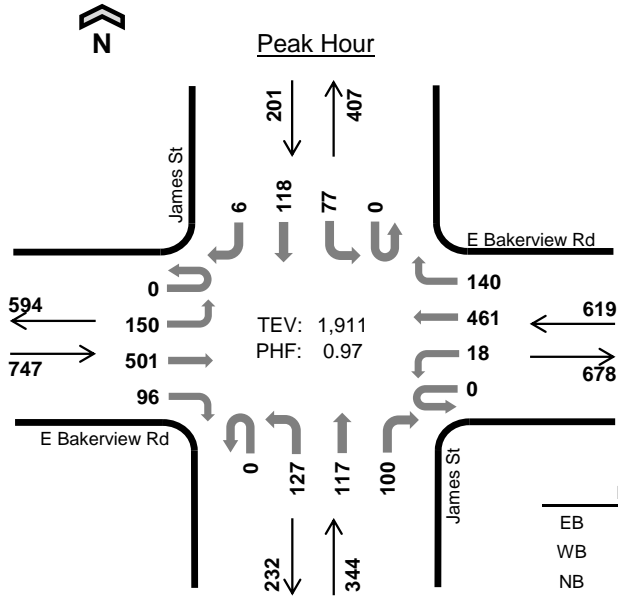 N
Peak Hour
201
407
James St
6
118
77
0
E Bakerview Rd
0
140
594
150
TEV: 1,911
461
619
747
501
PHF: 0.97
18
678
96
0
E Bakerview Rd
0
127
117
100
James St
232
344
EB
WB
NB